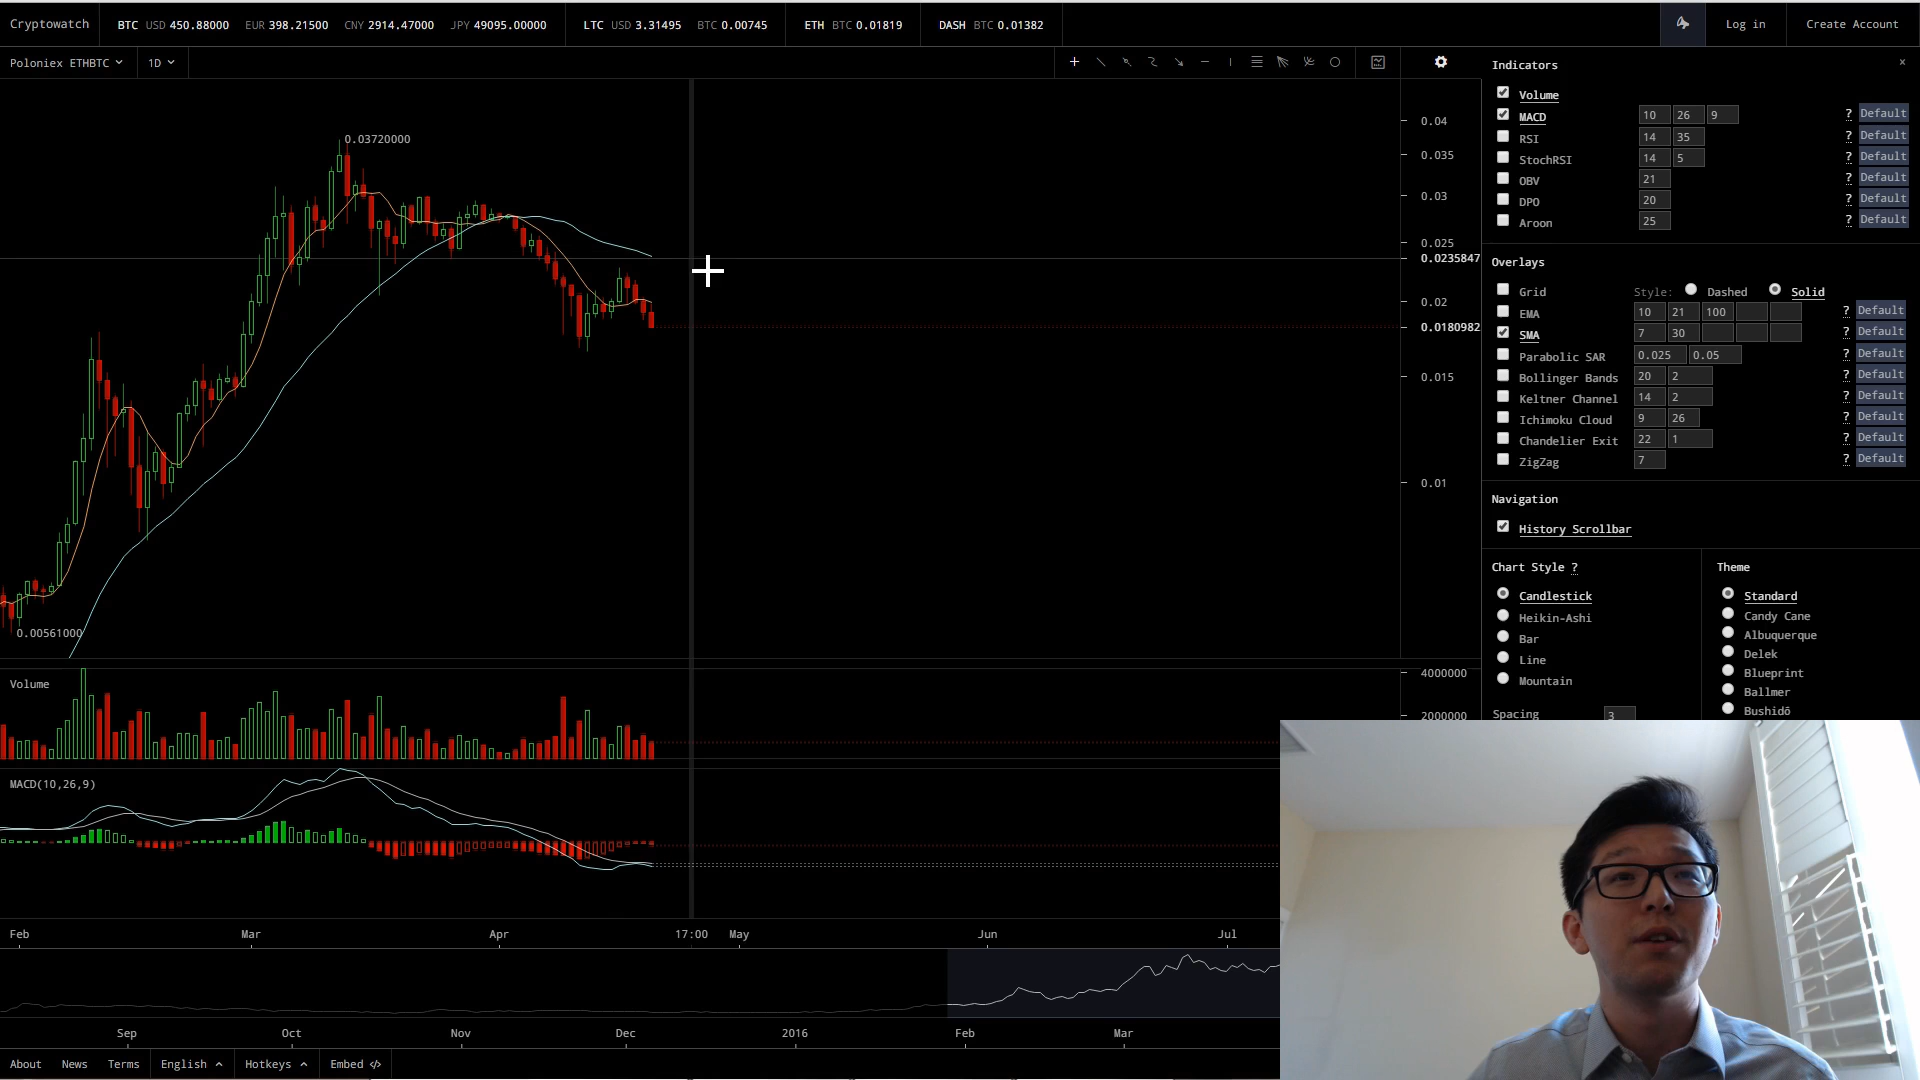 Cryptowatch BTC USD 450.88000 EUR 398.21500 CNY 2914.47000 JPY 49095.00000 LTC USD 3.31495 BTC 0.00745 ETH BTC 0.01819 DASH BTC 0.01382 Log in Create Account
Poloniex ETHBTC 1D
0.03720000
0.00561000
0.04
0.035
0.03
0.025
0.0235847
0.02
0.0180982
0.015
0.01
Volume
4000000
2000000
MACD(10,26,9)
Feb Mar Apr 17:00 May Jun Jul
Sep Oct Nov Dec 2016 Feb Mar
About News Terms English Hotkeys Embed </>
Indicators ×
Volume
MACD 10 26 9 ? Default
RSI 14 35 ? Default
StochRSI 14 5 ? Default
OBV 21 ? Default
DPO 20 ? Default
Aroon 25 ? Default
Overlays
Grid Style: Dashed Solid
EMA 10 21 100 ? Default
SMA 7 30 ? Default
Parabolic SAR 0.025 0.05 ? Default
Bollinger Bands 20 2 ? Default
Keltner Channel 14 2 ? Default
Ichimoku Cloud 9 26 ? Default
Chandelier Exit 22 1 ? Default
ZigZag 7 ? Default
Navigation
History Scrollbar
Chart Style ?
Candlestick
Heikin-Ashi
Bar
Line
Mountain
Spacing 3
Theme
Standard
Candy Cane
Albuquerque
Delek
Blueprint
Ballmer
Bushidō